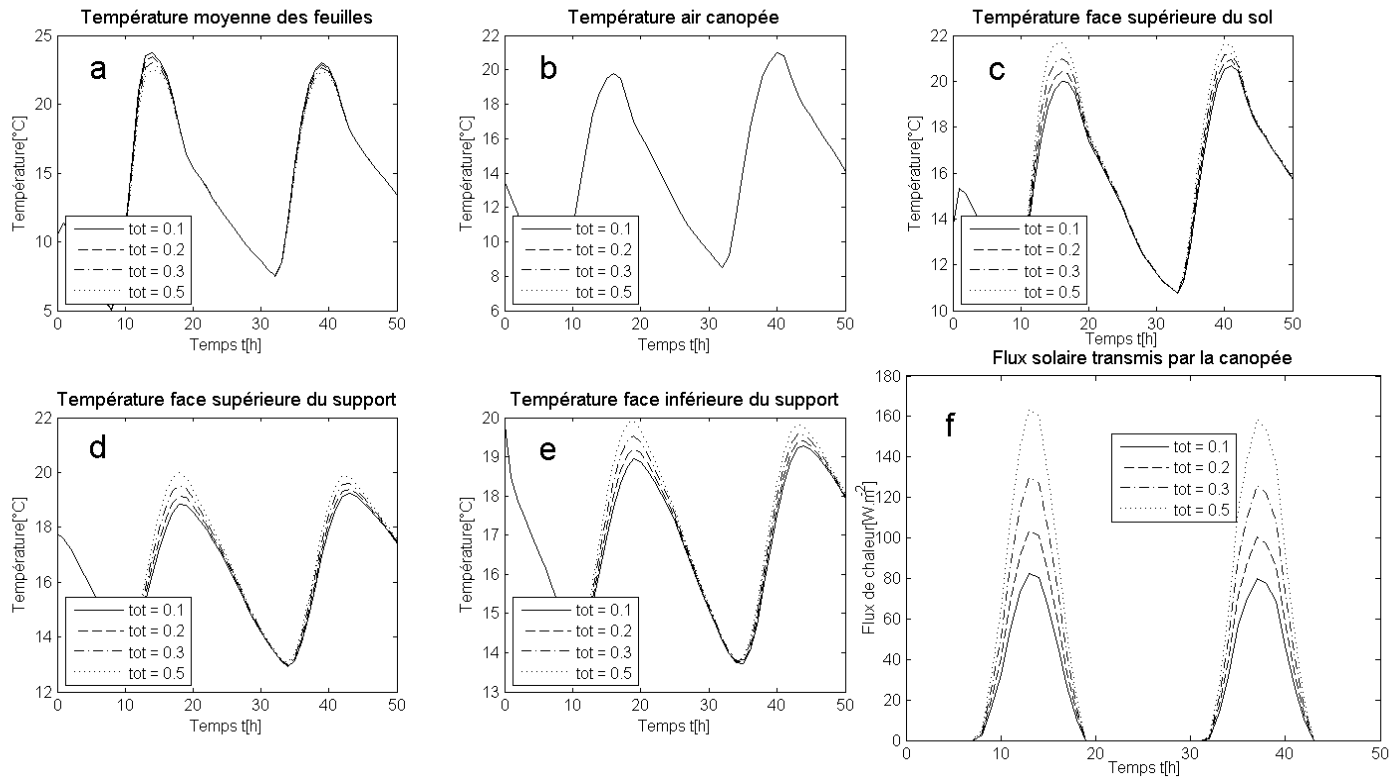 Température moyenne des feuilles
a
25
20
15
10
5
Température[°C]
tot = 0.1
tot = 0.2
tot = 0.3
tot = 0.5
0 10 20 30 40 50
Temps t[h]
Température air canopée
b
22
20
18
16
14
12
10
8
6
Température[°C]
tot = 0.1
tot = 0.2
tot = 0.3
tot = 0.5
0 10 20 30 40 50
Temps t[h]
Température face supérieure du sol
c
22
20
18
16
14
12
10
Température[°C]
tot = 0.1
tot = 0.2
tot = 0.3
tot = 0.5
0 10 20 30 40 50
Temps t[h]
Température face supérieure du support
d
22
20
18
16
14
12
Température[°C]
tot = 0.1
tot = 0.2
tot = 0.3
tot = 0.5
0 10 20 30 40 50
Temps t[h]
Température face inférieure du support
e
20
19
18
17
16
15
14
13
Température[°C]
tot = 0.1
tot = 0.2
tot = 0.3
tot = 0.5
0 10 20 30 40 50
Temps t[h]
Flux solaire transmis par la canopée
f
180
160
140
120
100
80
60
40
20
0
Flux de chaleur[W.m-2]
tot = 0.1
tot = 0.2
tot = 0.3
tot = 0.5
0 10 20 30 40 50
Temps t[h]